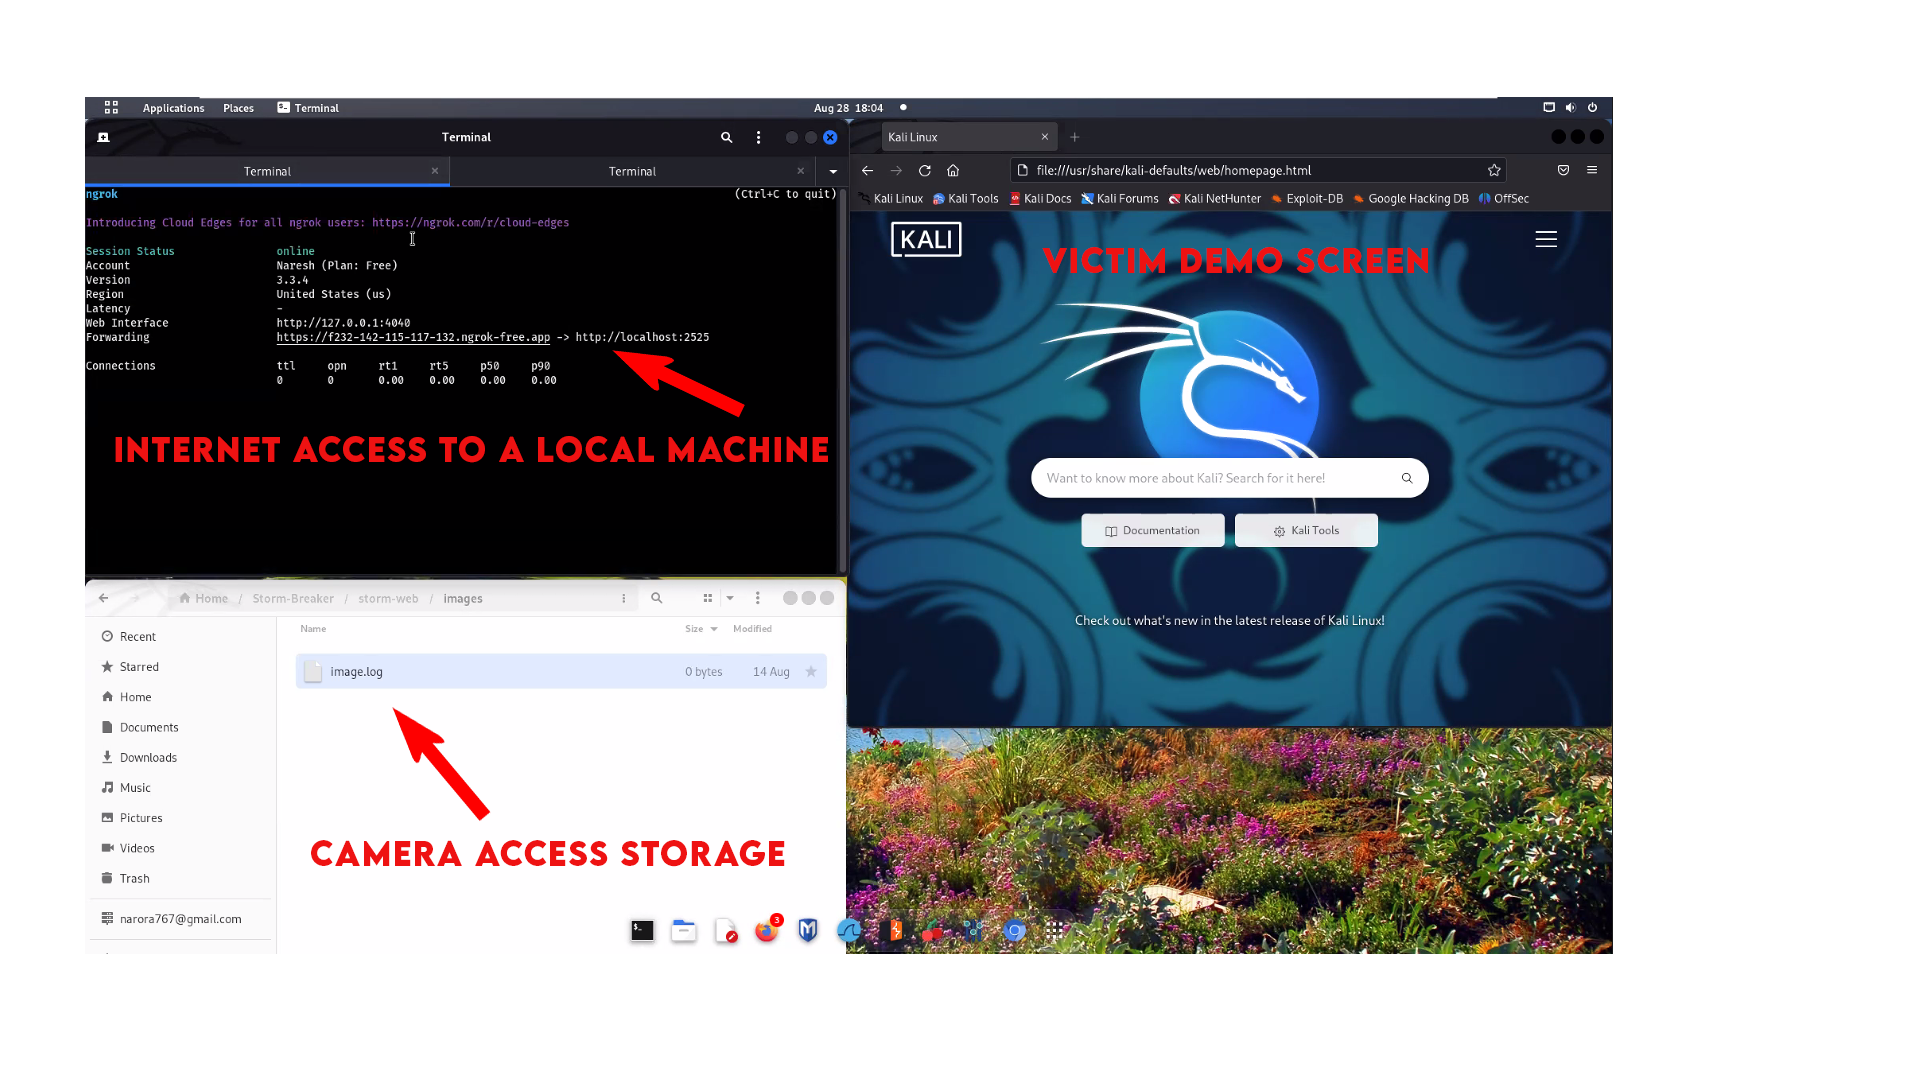 Applications Places Terminal
Aug 28 18:04
Terminal
Terminal Terminal
ngrok (Ctrl+C to quit)
Introducing Cloud Edges for all ngrok users: https://ngrok.com/r/cloud-edges
Session Status online
Account Naresh (Plan: Free)
Version 3.3.4
Region United States (us)
Latency -
Web Interface http://127.0.0.1:4040
Forwarding https://f232-142-115-117-132.ngrok-free.app -> http://localhost:2525
Connections ttl opn rt1 rt5 p50 p90
0 0 0.00 0.00 0.00 0.00
INTERNET ACCESS TO A LOCAL MACHINE
Home / Storm-Breaker / storm-web / images
Recent
Starred
Home
Documents
Downloads
Music
Pictures
Videos
Trash
narora767@gmail.com
Name Size Modified
image.log 0 bytes 14 Aug
CAMERA ACCESS STORAGE
3
Kali Linux
file:///usr/share/kali-defaults/web/homepage.html
Kali Linux Kali Tools Kali Docs Kali Forums Kali NetHunter Exploit-DB Google Hacking DB OffSec
KALI
VICTIM DEMO SCREEN
Want to know more about Kali? Search for it here!
Documentation Kali Tools
Check out what's new in the latest release of Kali Linux!